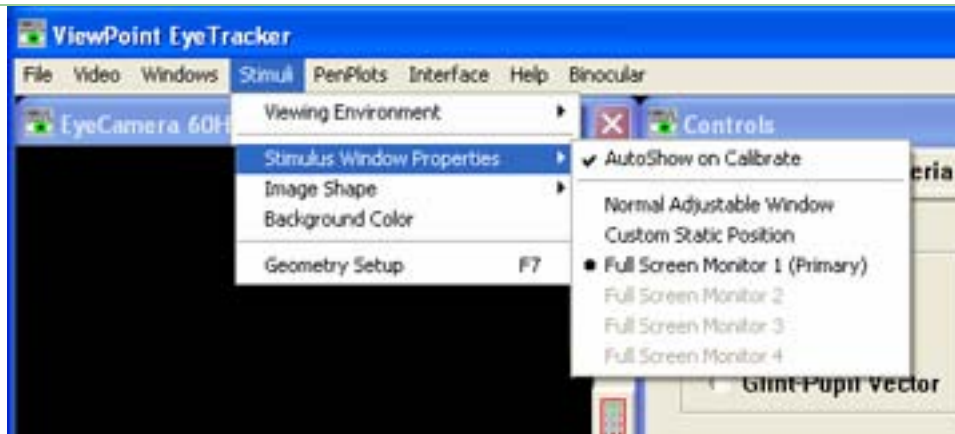 ViewPoint EyeTracker
File Video Windows Stimuli PenPlots Interface Help Binocular
EyeCamera 60H
Controls
Viewing Environment
Stimulus Window Properties
Image Shape
Background Color
Geometry Setup F7
AutoShow on Calibrate
Normal Adjustable Window
Custom Static Position
Full Screen Monitor 1 (Primary)
Full Screen Monitor 2
Full Screen Monitor 3
Full Screen Monitor 4
eria
Glint-Pupil Vector